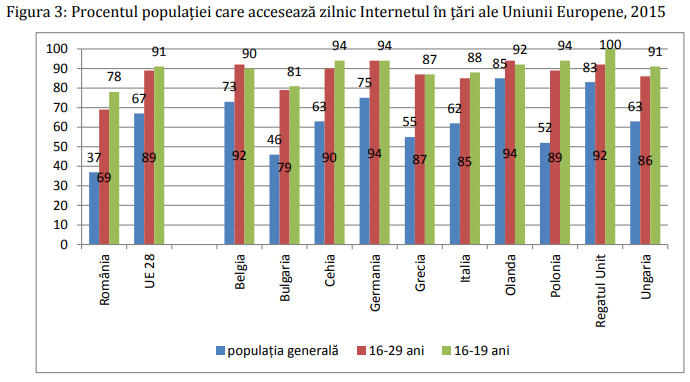 Figura 3: Procentul populației care accesează zilnic Internetul în țări ale Uniunii Europene, 2015
100
90
80
70
60
50
40
30
20
10
0
37 69 78
67 89 91
73 92 90
46 79 81
63 90 94
75 94 94
55 87 87
62 85 88
85 94 92
52 89 94
83 92 100
63 86 91
România
UE 28
Belgia
Bulgaria
Cehia
Germania
Grecia
Italia
Olanda
Polonia
Regatul Unit
Ungaria
populația generală 16-29 ani 16-19 ani